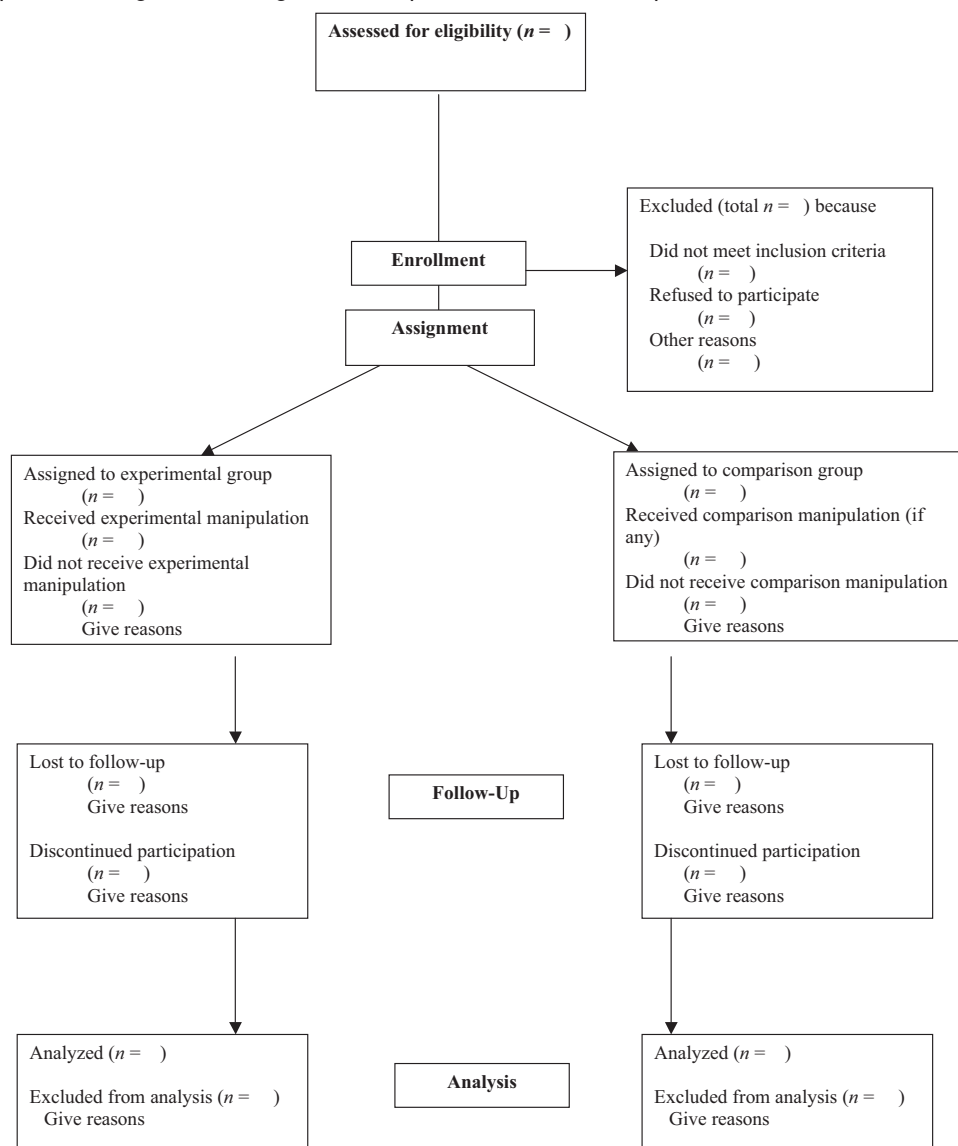 Assessed for eligibility (n = )
Enrollment
Excluded (total n = ) because
Did not meet inclusion criteria
(n = )
Refused to participate
(n = )
Other reasons
(n = )
Assignment
Assigned to experimental group
(n = )
Received experimental manipulation
(n = )
Did not receive experimental
manipulation
(n = )
Give reasons
Assigned to comparison group
(n = )
Received comparison manipulation (if
any)
(n = )
Did not receive comparison manipulation
(n = )
Give reasons
Lost to follow-up
(n = )
Give reasons
Discontinued participation
(n = )
Give reasons
Follow-Up
Lost to follow-up
(n = )
Give reasons
Discontinued participation
(n = )
Give reasons
Analyzed (n = )
Excluded from analysis (n = )
Give reasons
Analysis
Analyzed (n = )
Excluded from analysis (n = )
Give reasons